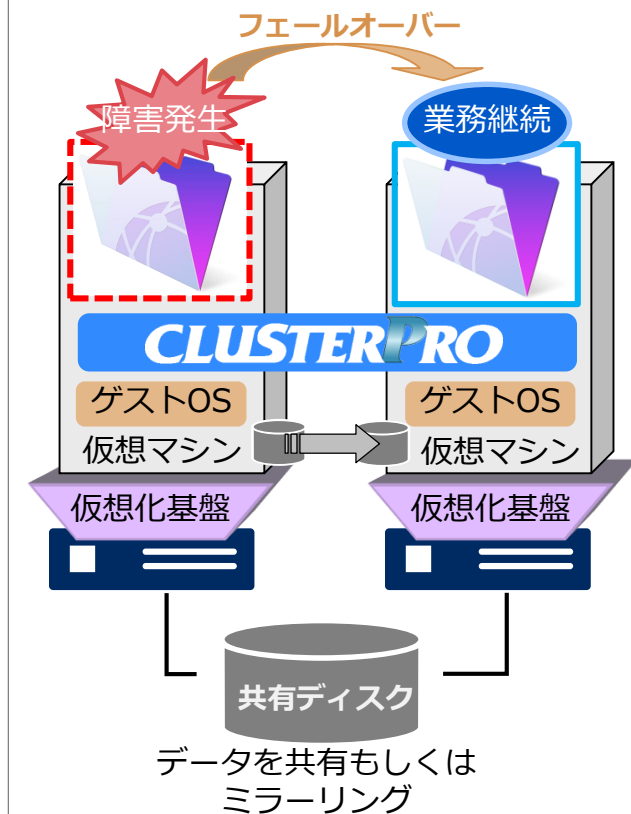 フェールオーバー
障害発生
業務継続
CLUSTERPRO
ゲストOS
ゲストOS
仮想マシン
仮想マシン
仮想化基盤
仮想化基盤
共有ディスク
データを共有もしくは
ミラーリング